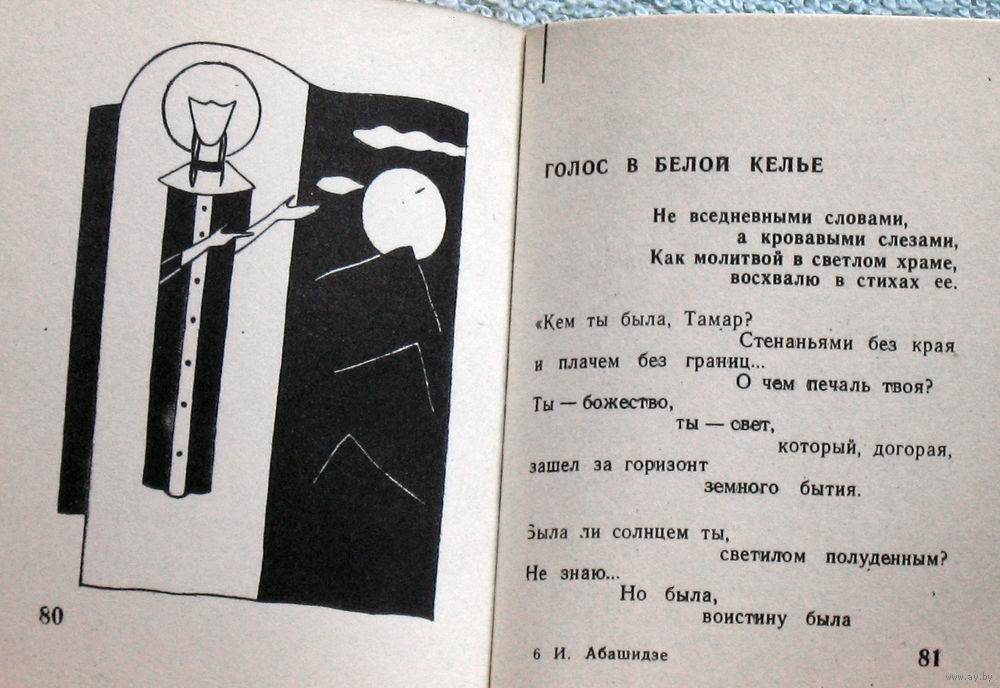 80
ГОЛОС В БЕЛОЙ КЕЛЬЕ
Не вседневными словами,
а кровавыми слезами,
Как молитвой в светлом храме,
восхвалю в стихах ее.
«Кем ты была, Тамар?
Стенаньями без края
и плачем без границ...
О чем печаль твоя?
Ты — божество,
ты — свет,
который, догорая,
зашел за горизонт
земного бытия.
Была ли солнцем ты,
светилом полуденным?
Не знаю...
Но была,
воистину была
6 И. Абашидзе
81
www.ay.by